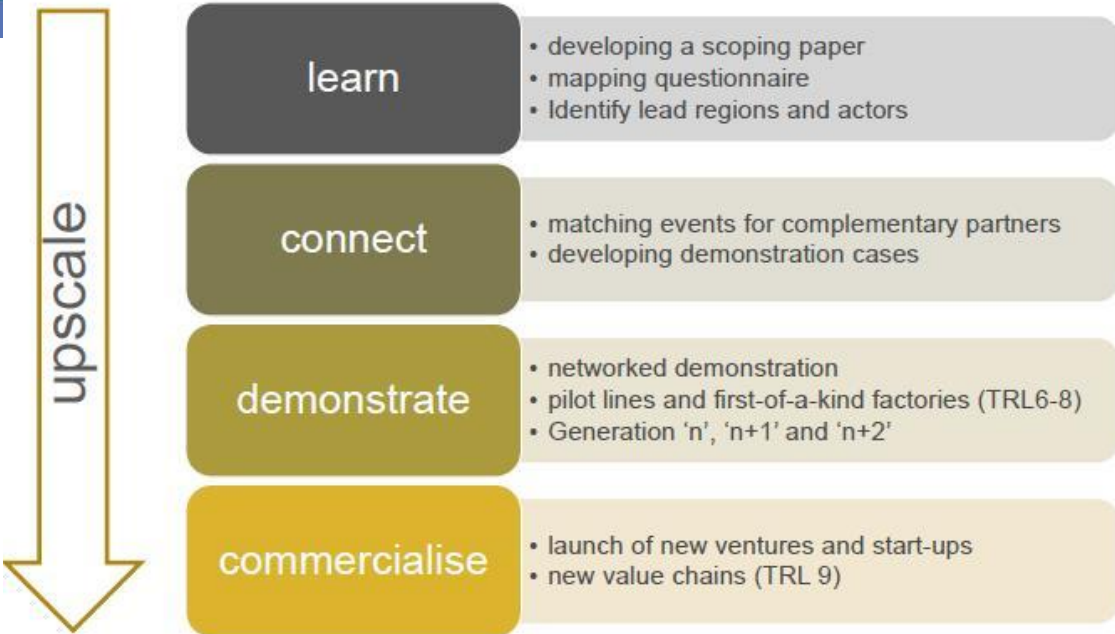 upscale
learn
• developing a scoping paper
• mapping questionnaire
• Identify lead regions and actors
connect
• matching events for complementary partners
• developing demonstration cases
demonstrate
• networked demonstration
• pilot lines and first-of-a-kind factories (TRL6-8)
• Generation ‘n’, ‘n+1’ and ‘n+2’
commercialise
• launch of new ventures and start-ups
• new value chains (TRL 9)